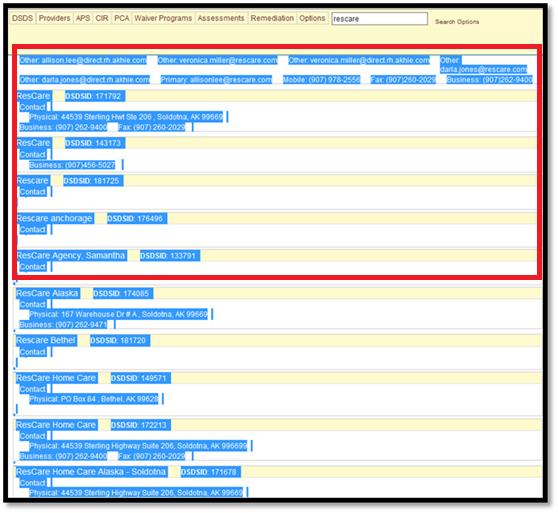 DSDS Providers APS CIR PCA Waiver Programs Assessments Remediation Options rescare Search Options
Other: allison.lee@direct.rh.akhie.com Other: veronica.miller@rescare.com Other: veronica.miller@direct.rh.akhie.com Other:
darla.jones@rescare.com
Other: darla.jones@direct.rh.akhie.com Primary: allisonlee@rescare.com Mobile: (907) 978-2556 Fax: (907)260-2029 Business: (907)262-9400
ResCare DSDSID: 171792
Contact
Physical: 44539 Sterling Hwt Ste 206 , Soldotna, AK 99669
Business: (907) 262-9400 Fax: (907) 260-2029
ResCare DSDSID: 143173
Contact
Business: (907)456-5027
Rescare DSDSID: 181725
Contact
Rescare anchorage DSDSID: 176496
Contact
ResCare Agency, Samantha DSDSID: 133791
Contact
ResCare Alaska DSDSID: 174085
Contact
Physical: 167 Warehouse Dr # A , Soldotna, AK 99669
Business: (907) 262-9471
Rescare Bethel DSDSID: 181720
Contact
ResCare Home Care DSDSID: 149571
Contact
Physical: PO Box 84 , Bethel, AK 99628
ResCare Home Care DSDSID: 172213
Contact
Physical: 44539 Sterling Highway Suite 206, Soldotna, AK 996699
Business: (907) 262-9400 Fax: (907) 260-2029
ResCare Home Care Alaska - Soldotna DSDSID: 171678
Contact
Physical: 44539 Sterling Highway Suite 206, Soldotna, AK 99669